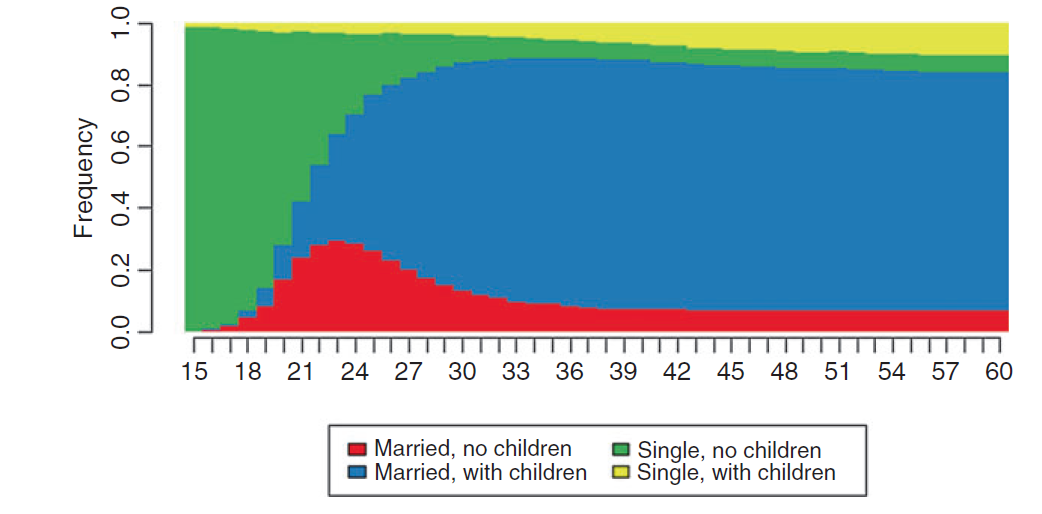 Frequency
1.0
0.8
0.6
0.4
0.2
0.0
15 18 21 24 27 30 33 36 39 42 45 48 51 54 57 60
Married, no children
Married, with children
Single, no children
Single, with children